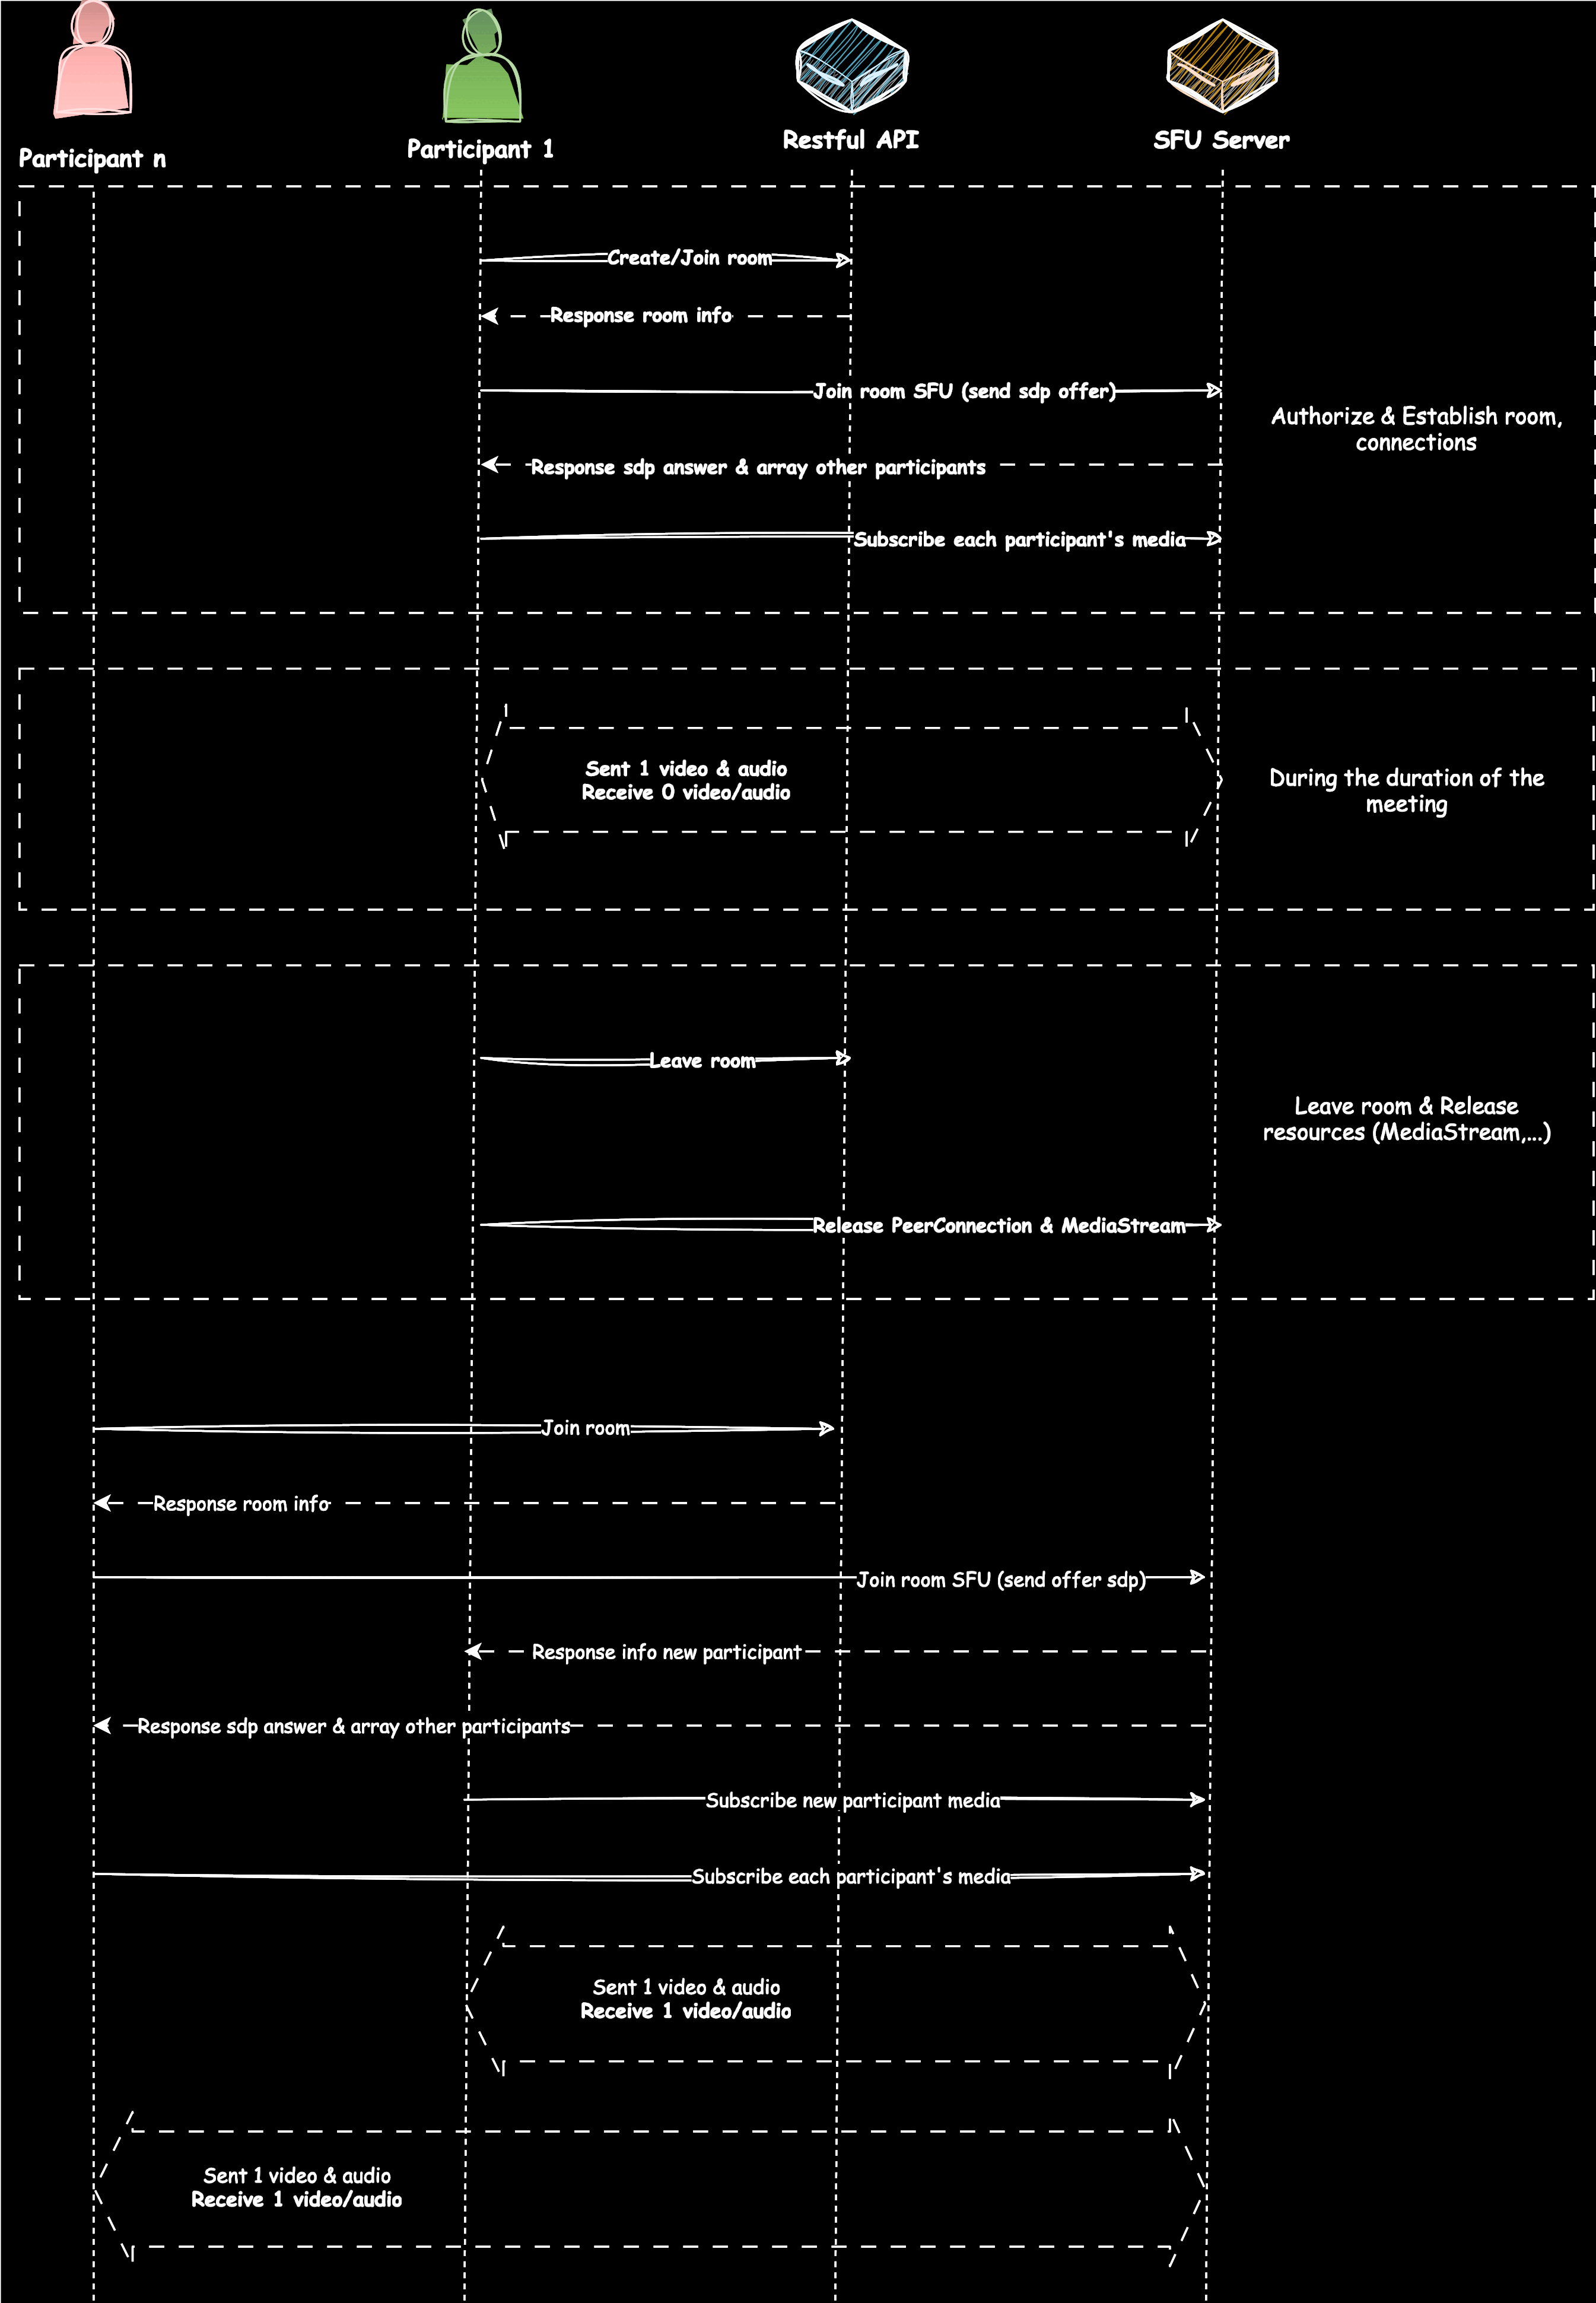 Participant n
Participant 1
Restful API
SFU Server
Create/Join room
Response room info
Join room SFU (send sdp offer)
Authorize & Establish room,
connections
Response sdp answer & array other participants
Subscribe each participant's media
Sent 1 video & audio
Receive 0 video/audio
During the duration of the
meeting
Leave room
Leave room & Release
resources (MediaStream,...)
Release PeerConnection & MediaStream
Join room
Response room info
Join room SFU (send offer sdp)
Response info new participant
Response sdp answer & array other participants
Subscribe new participant media
Subscribe each participant's media
Sent 1 video & audio
Receive 1 video/audio
Sent 1 video & audio
Receive 1 video/audio